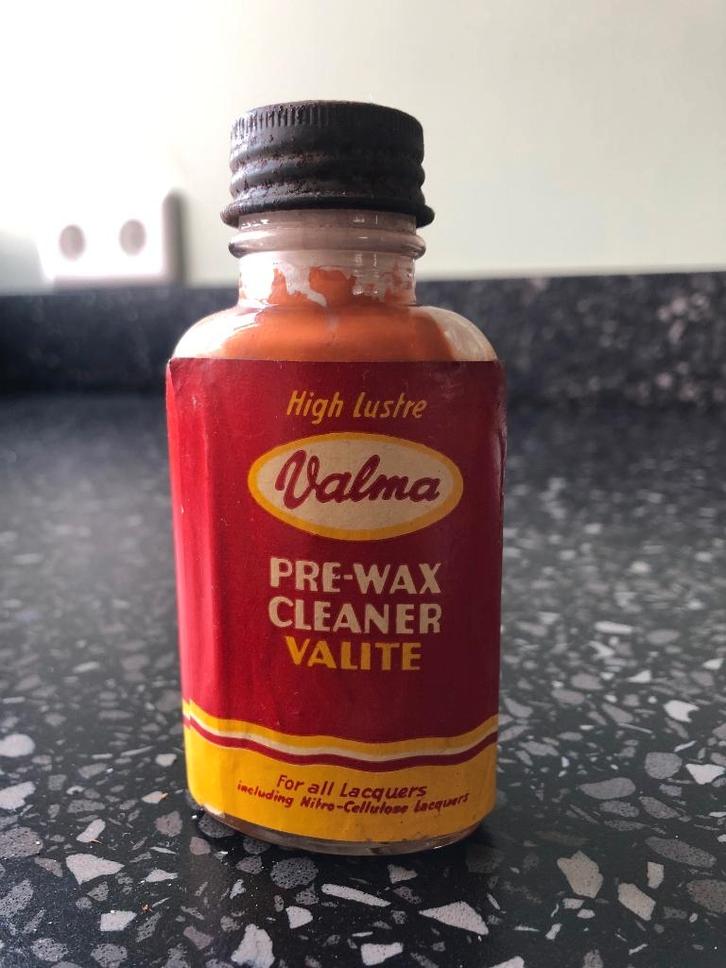 High Lustre
Valma
PRE-WAX
CLEANER
VALITE
For all Lacquers
including Nitro-Cellulose Lacquers